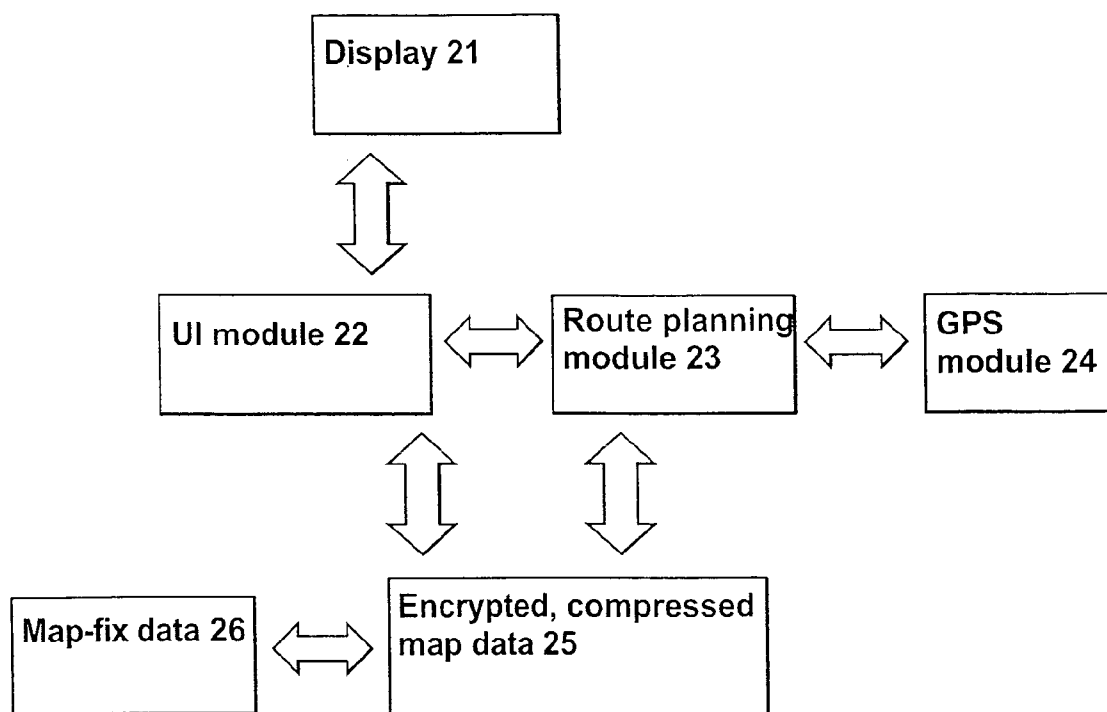 Display 21
UI module 22
Route planning
module 23
GPS
module 24
Map-fix data 26
Encrypted, compressed
map data 25